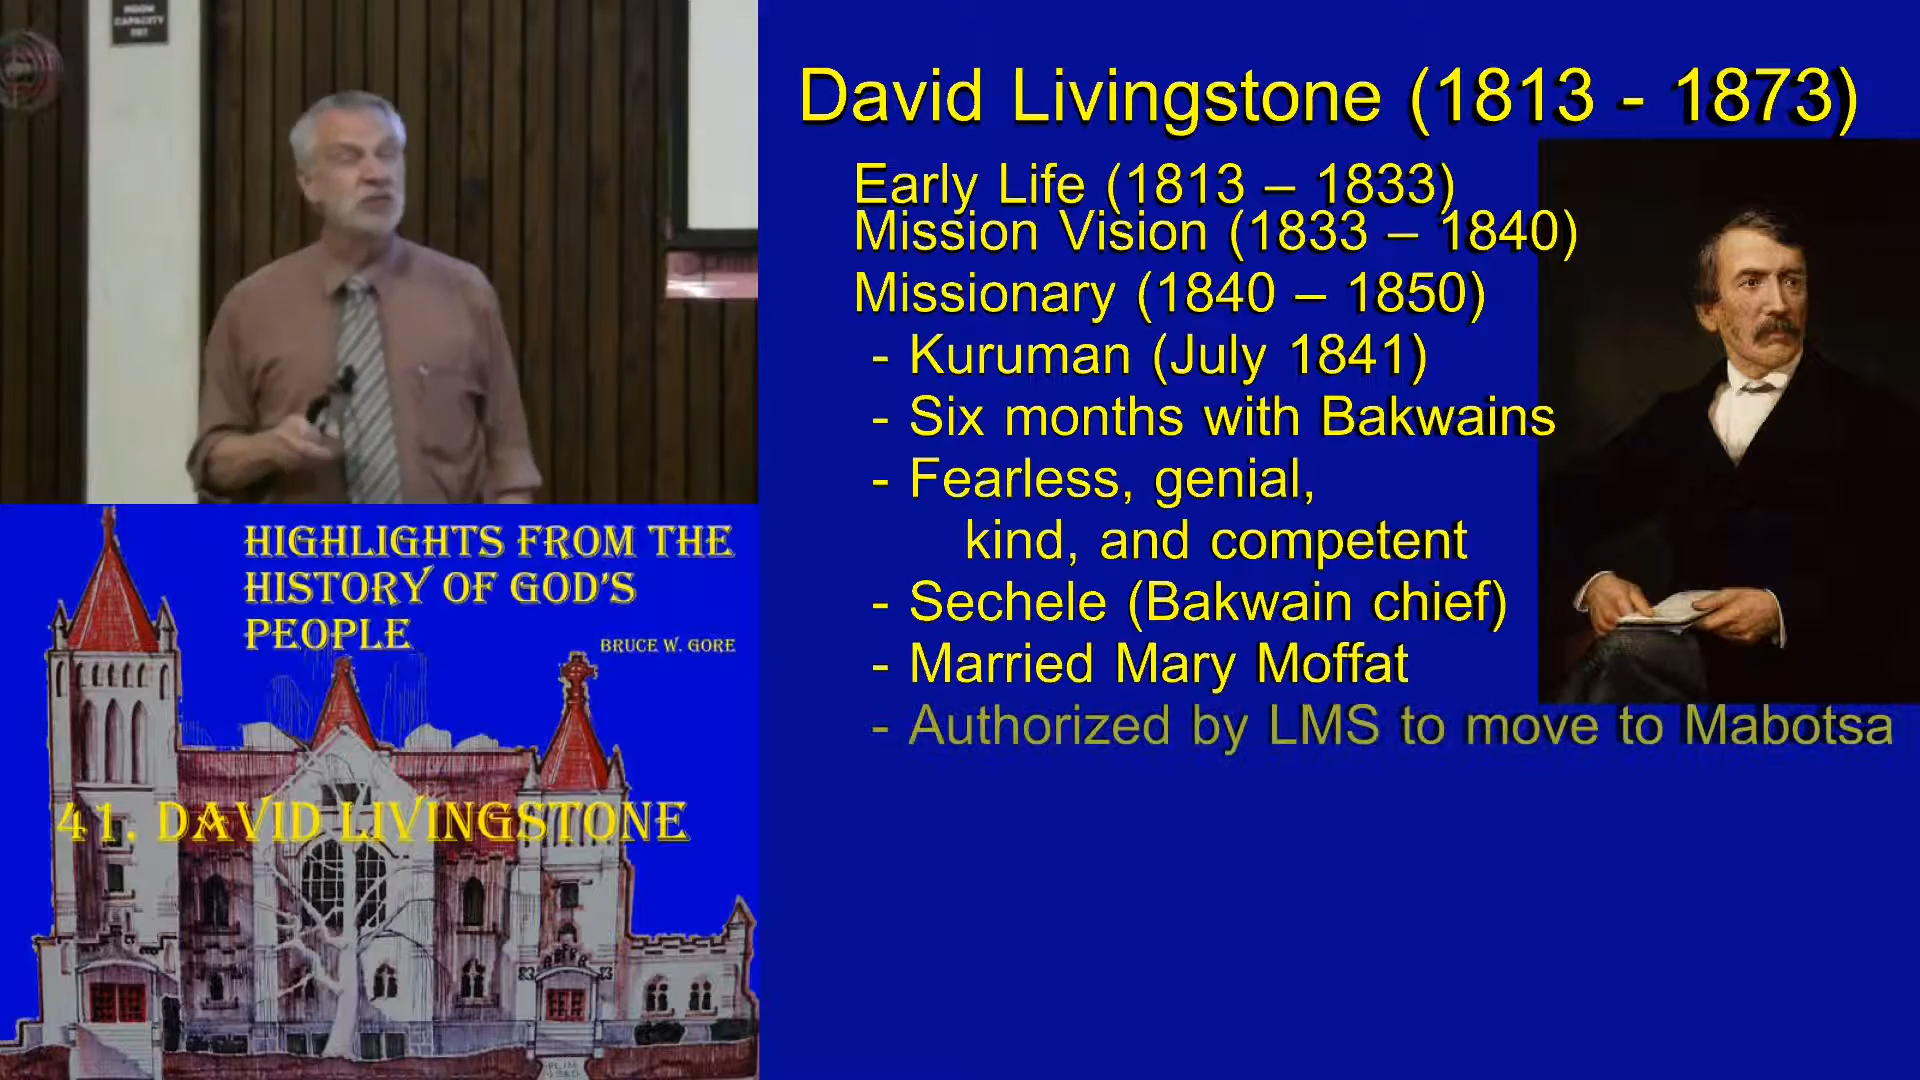 ROOM
CAPACITY
David Livingstone (1813 - 1873)
Early Life (1813 – 1833)
Mission Vision (1833 – 1840)
Missionary (1840 – 1850)
- Kuruman (July 1841)
- Six months with Bakwains
- Fearless, genial,
kind, and competent
- Sechele (Bakwain chief)
- Married Mary Moffat
- Authorized by LMS to move to Mabotsa
HIGHLIGHTS FROM THE
HISTORY OF GOD'S
PEOPLE
BRUCE W. GORE
41. DAVID LIVINGSTONE